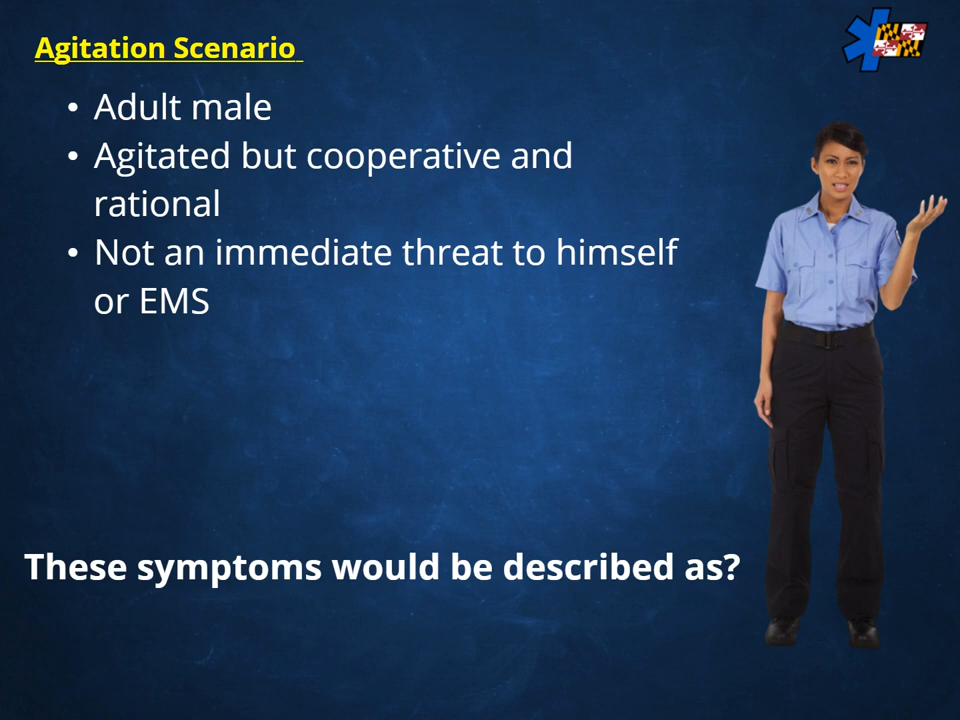 Agitation Scenario
• Adult male
• Agitated but cooperative and
rational
• Not an immediate threat to himself
or EMS
These symptoms would be described as?